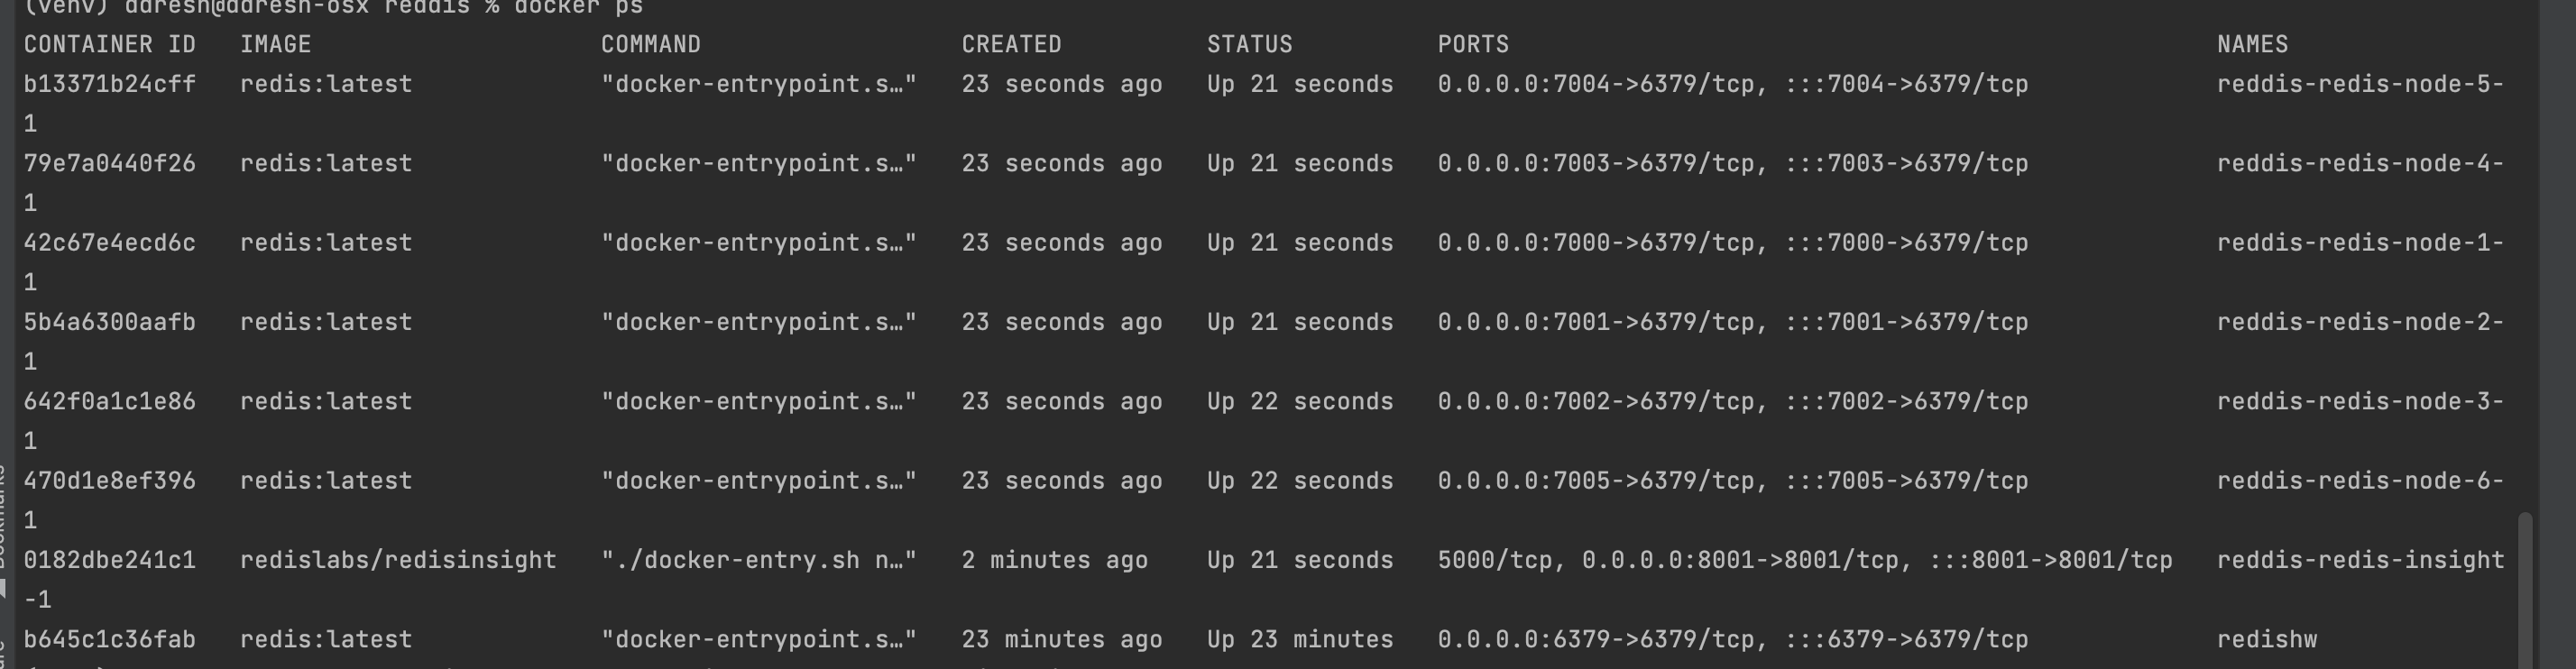 (venv) ddresh@ddresh-osx reddis % docker ps
CONTAINER ID   IMAGE                    COMMAND                  CREATED          STATUS          PORTS                                                 NAMES
b13371b24cff   redis:latest             "docker-entrypoint.s…"   23 seconds ago   Up 21 seconds   0.0.0.0:7004->6379/tcp, :::7004->6379/tcp             reddis-redis-node-5-
1
79e7a0440f26   redis:latest             "docker-entrypoint.s…"   23 seconds ago   Up 21 seconds   0.0.0.0:7003->6379/tcp, :::7003->6379/tcp             reddis-redis-node-4-
1
42c67e4ecd6c   redis:latest             "docker-entrypoint.s…"   23 seconds ago   Up 21 seconds   0.0.0.0:7000->6379/tcp, :::7000->6379/tcp             reddis-redis-node-1-
1
5b4a6300aafb   redis:latest             "docker-entrypoint.s…"   23 seconds ago   Up 21 seconds   0.0.0.0:7001->6379/tcp, :::7001->6379/tcp             reddis-redis-node-2-
1
642f0a1c1e86   redis:latest             "docker-entrypoint.s…"   23 seconds ago   Up 22 seconds   0.0.0.0:7002->6379/tcp, :::7002->6379/tcp             reddis-redis-node-3-
1
470d1e8ef396   redis:latest             "docker-entrypoint.s…"   23 seconds ago   Up 22 seconds   0.0.0.0:7005->6379/tcp, :::7005->6379/tcp             reddis-redis-node-6-
1
0182dbe241c1   redislabs/redisinsight   "./docker-entry.sh n…"   2 minutes ago    Up 21 seconds   5000/tcp, 0.0.0.0:8001->8001/tcp, :::8001->8001/tcp   reddis-redis-insight
-1
b645c1c36fab   redis:latest             "docker-entrypoint.s…"   23 minutes ago   Up 23 minutes   0.0.0.0:6379->6379/tcp, :::6379->6379/tcp             redishw